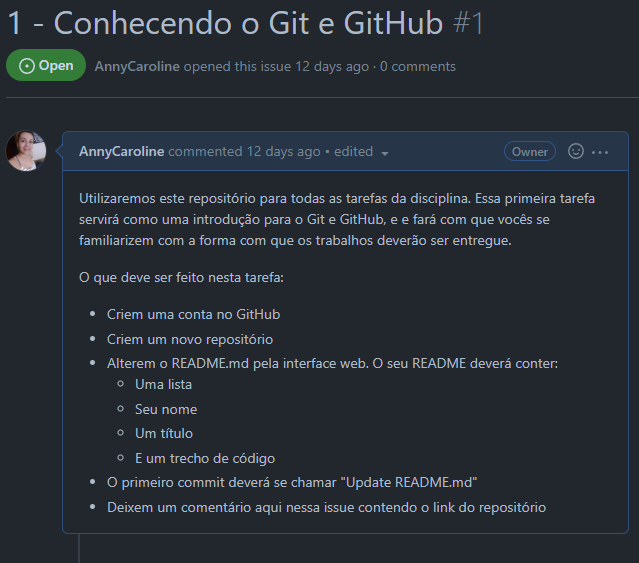 1 - Conhecendo o Git e GitHub #1
Open AnnyCaroline opened this issue 12 days ago · 0 comments
AnnyCaroline commented 12 days ago • edited Owner
Utilizaremos este repositório para todas as tarefas da disciplina. Essa primeira tarefa
servirá como uma introdução para o Git e GitHub, e e fará com que vocês se
familiarizem com a forma com que os trabalhos deverão ser entregue.
O que deve ser feito nesta tarefa:
• Criem uma conta no GitHub
• Criem um novo repositório
• Alterem o README.md pela interface web. O seu README deverá conter:
◦ Uma lista
◦ Seu nome
◦ Um título
◦ E um trecho de código
• O primeiro commit deverá se chamar "Update README.md"
• Deixem um comentário aqui nessa issue contendo o link do repositório